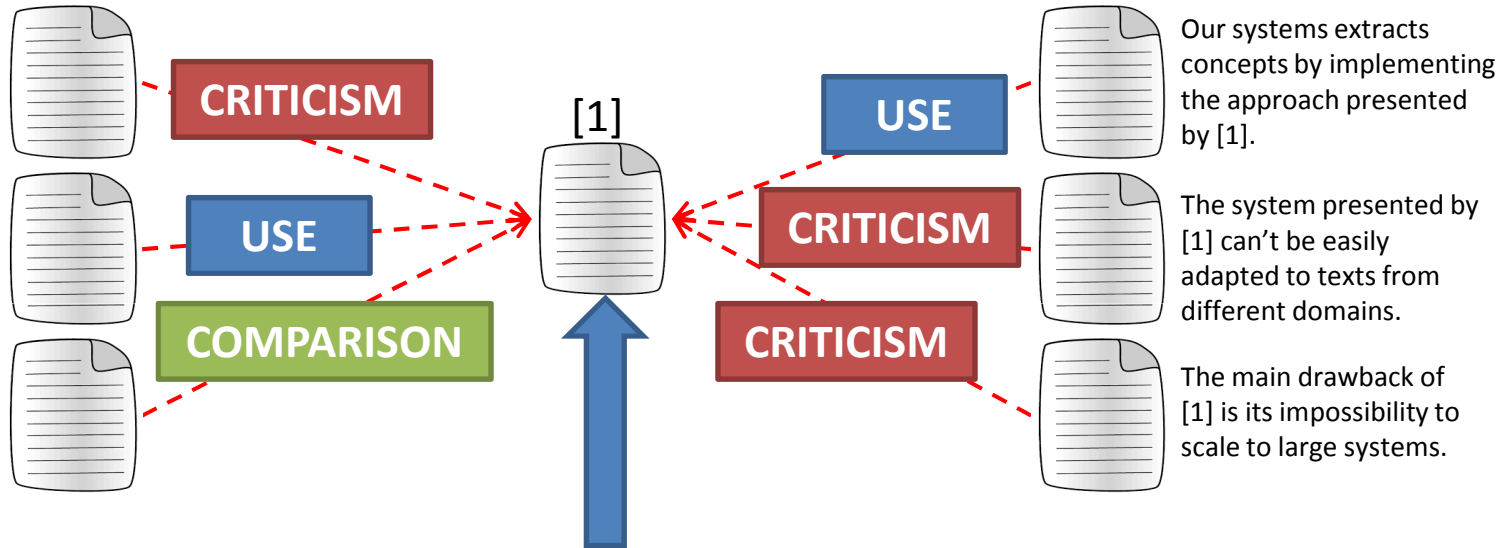 CRITICISM
USE
COMPARISON
[1]
USE
CRITICISM
CRITICISM
Our systems extracts
concepts by implementing
the approach presented
by [1].
The system presented by
[1] can’t be easily
adapted to texts from
different domains.
The main drawback of
[1] is its impossibility to
scale to large systems.